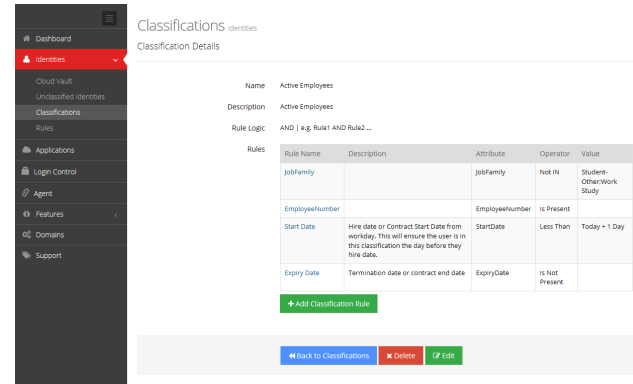 Classifications Identities
Classification Details
Dashboard
Identities
Cloud Vault
Unclassified Identities
Classifications
Rules
Applications
Login Control
Agent
Features
Domains
Support
Name Active Employees
Description Active Employees
Rule Logic AND | e.g. Rule1 AND Rule2 ...
Rules
Rule Name Description Attribute Operator Value
JobFamily JobFamily Not IN Student-
Other;Work
Study
EmployeeNumber EmployeeNumber Is Present
Start Date Hire date or Contract Start Date from StartDate Less Than Today + 1 Day
workday. This will ensure the user is in
this classification the day before they
hire date.
Expiry Date Termination date or contract end date ExpiryDate Is Not
Present
+ Add Classification Rule
Back to Classifications Delete Edit